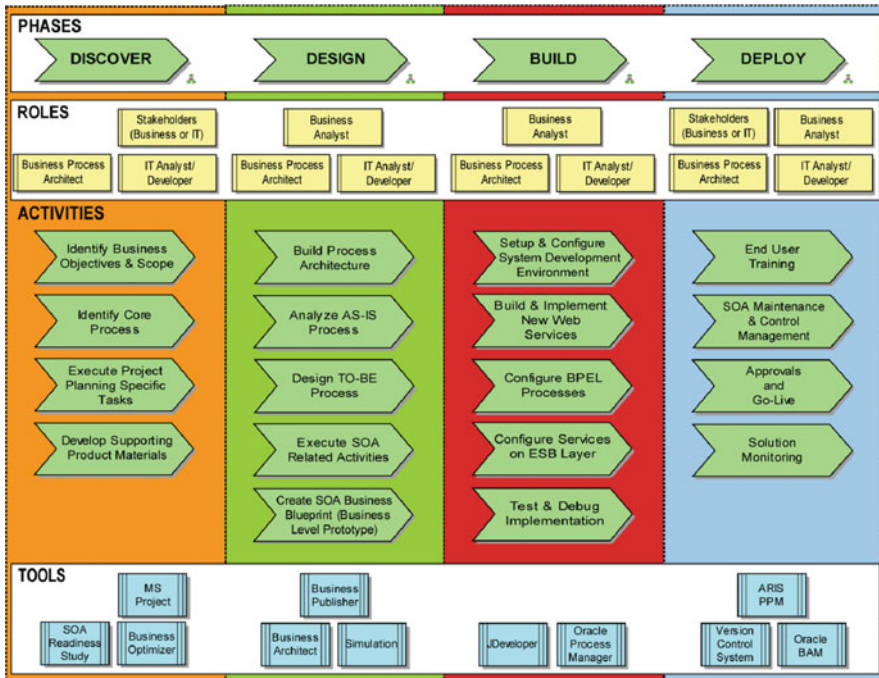 PHASES
DISCOVER
DESIGN
BUILD
DEPLOY
ROLES
Stakeholders
(Business or IT)
Business Process
Architect
IT Analyst/
Developer
Business
Analyst
Business Process
Architect
IT Analyst/
Developer
Business
Analyst
Business Process
Architect
IT Analyst/
Developer
Stakeholders
(Business or IT)
Business
Analyst
Business Process
Architect
IT Analyst/
Developer
ACTIVITIES
Identify Business
Objectives & Scope
Identify Core
Process
Execute Project
Planning Specific
Tasks
Develop Supporting
Product Materials
Build Process
Architecture
Analyze AS-IS
Process
Design TO-BE
Process
Execute SOA
Related Activities
Create SOA Business
Blueprint (Business
Level Prototype)
Setup & Configure
System Development
Environment
Build & Implement
New Web
Services
Configure BPEL
Processes
Configure Services
on ESB Layer
Test & Debug
Implementation
End User
Training
SOA Maintenance
& Control
Management
Approvals
and
Go-Live
Solution
Monitoring
TOOLS
MS
Project
SOA
Readiness
Study
Business
Optimizer
Business
Publisher
Business
Architect
Simulation
JDeveloper
Oracle
Process
Manager
ARIS
PPM
Version
Control
System
Oracle
BAM